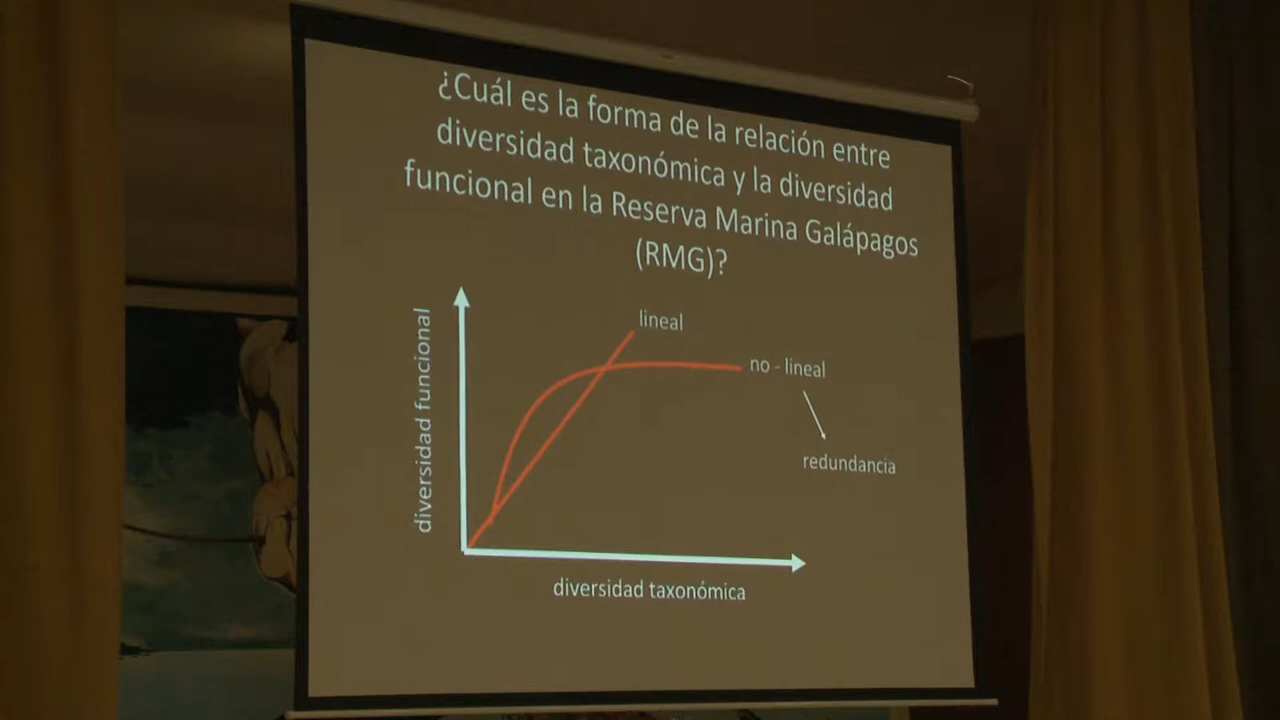 ¿Cuál es la forma de la relación entre
diversidad taxonómica y la diversidad
funcional en la Reserva Marina Galápagos
(RMG)?
lineal
no - lineal
redundancia
diversidad funcional
diversidad taxonómica